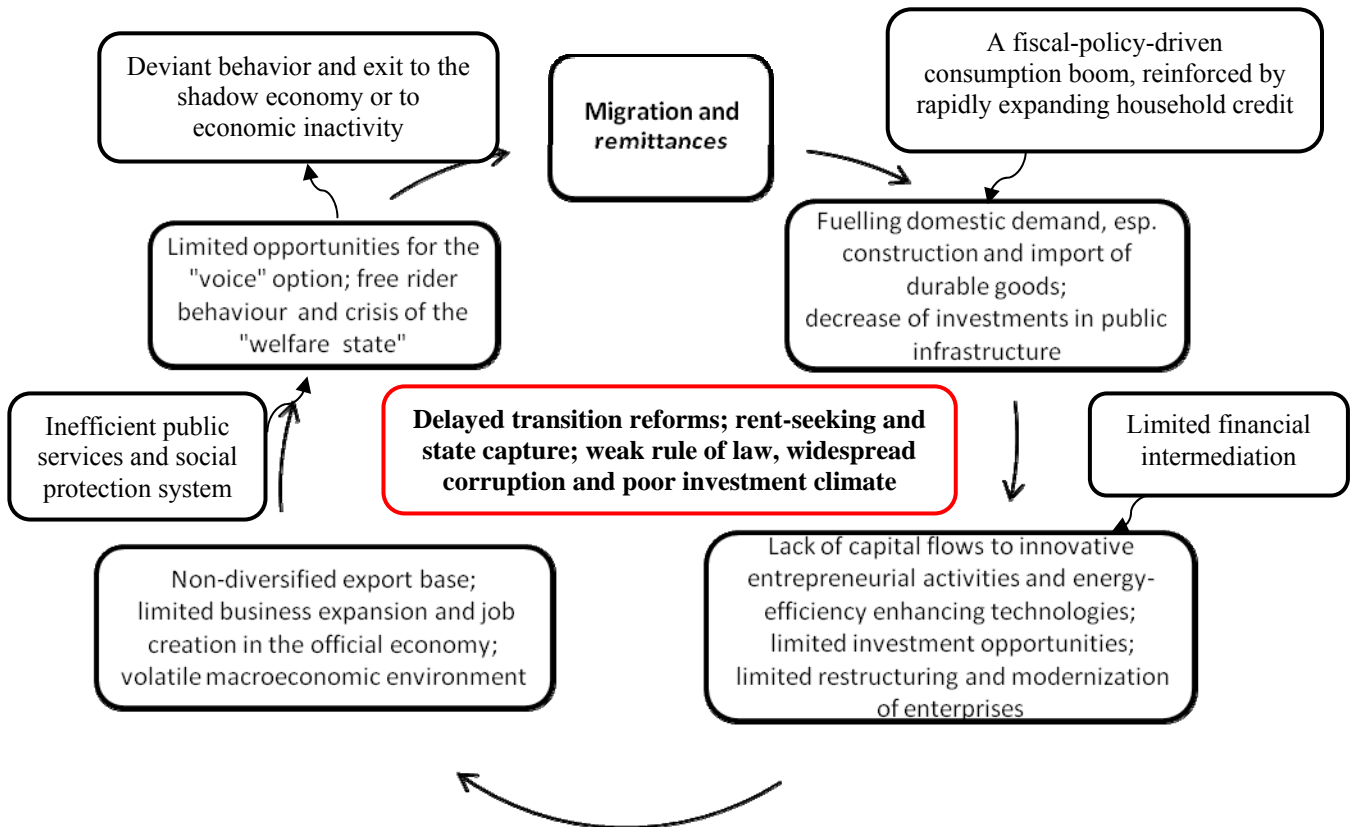 Deviant behavior and exit to the
shadow economy or to
economic inactivity
Migration and
remittances
A fiscal-policy-driven
consumption boom, reinforced by
rapidly expanding household credit
Limited opportunities for the
"voice" option; free rider
behaviour and crisis of the
"welfare state"
Fuelling domestic demand, esp.
construction and import of
durable goods;
decrease of investments in public
infrastructure
Inefficient public
services and social
protection system
Delayed transition reforms; rent-seeking and
state capture; weak rule of law, widespread
corruption and poor investment climate
Limited financial
intermediation
Non-diversified export base;
limited business expansion and job
creation in the official economy;
volatile macroeconomic environment
Lack of capital flows to innovative
entrepreneurial activities and energy-
efficiency enhancing technologies;
limited investment opportunities;
limited restructuring and modernization
of enterprises